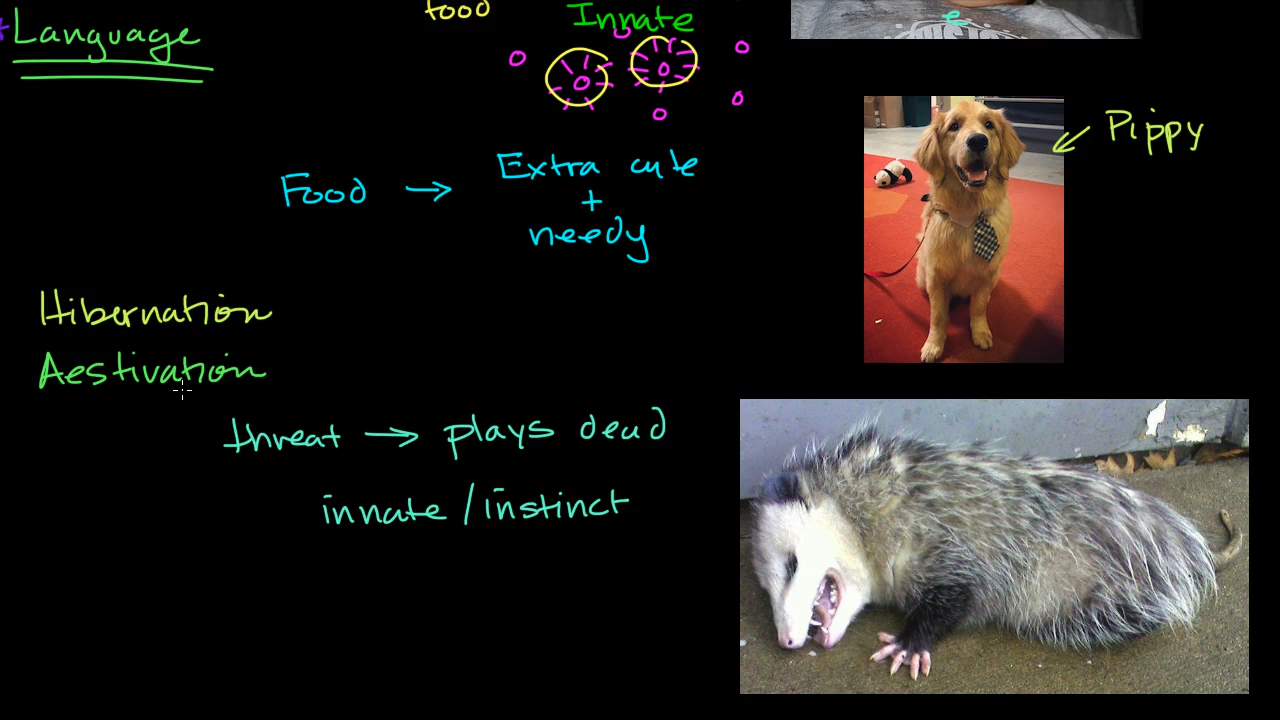 food
Innate
*Language
Food → Extra cute
+
needy
Pippy
Hibernation
Aestivation
threat → plays dead
innate / instinct